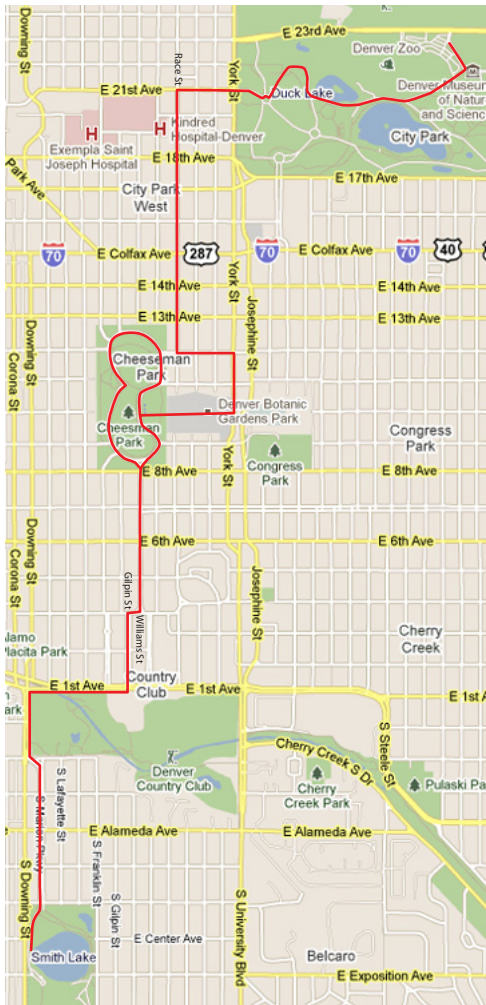 Downing St
Race St
York St
E 23rd Ave
Denver Zoo
E 21st Ave
Duck Lake
Denver Museum
of Nature
and Science
H
H
Kindred
Hospital-Denver
Exempla Saint
Joseph Hospital
City Park
E 18th Ave
Park Ave
E 17th Ave
City Park
West
70
E Colfax Ave
287
70
E Colfax Ave
70
40
York St
E 14th Ave
E 14th Ave
E 13th Ave
E 13th Ave
Josephine St
Downing St
Corona St
Cheeseman
Park
Cheesman
Park
Denver Botanic
Gardens Park
Congress
Park
York St
E 8th Ave
Congress
Park
E 8th Ave
Downing St
Corona St
E 6th Ave
E 6th Ave
Gilpin St
Josephine St
Williams St
Alamo
Placita Park
Cherry
Creek
Country
Club
E 1st Ave
E 1st Ave
E 1st A
Park
S Steele St
Denver
Country Club
Cherry Creek S Dr
Cherry
Creek Park
Pulaski Pa
S Lafayette St
S Marion Pkwy
E Alameda Ave
E Alameda Ave
S Franklin St
S Downing St
S Gilpin St
S University Blvd
E Center Ave
Smith Lake
Belcaro
E Exposition Ave